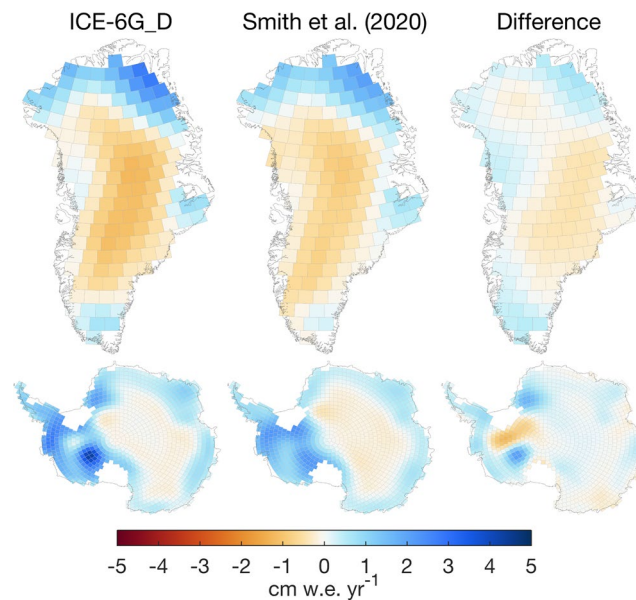 ICE-6G_D Smith et al. (2020) Difference
-5 -4 -3 -2 -1 0 1 2 3 4 5
cm w.e. yr-1